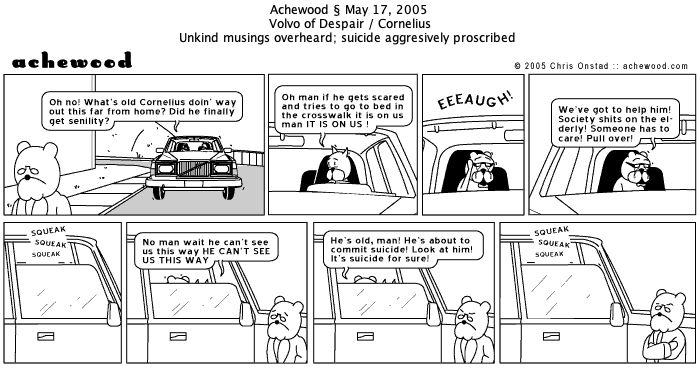 Achewood § May 17, 2005
Volvo of Despair / Cornelius
Unkind musings overheard; suicide aggresively proscribed
achewood
© 2005 Chris Onstad :: achewood.com
Oh no! What's old Cornelius doin' way
out this far from home? Did he finally
get senility?
Oh man if he gets scared
and tries to go to bed in
the crosswalk it is on us
man IT IS ON US !
EEEAUGH!
We've got to help him!
Society shits on the el-
derly! Someone has to
care! Pull over!
SQUEAK
SQUEAK
SQUEAK
No man wait he can't see
us this way HE CAN'T SEE
US THIS WAY
He's old, man! He's about to
commit suicide! Look at him!
It's suicide for sure!
SQUEAK
SQUEAK
SQUEAK